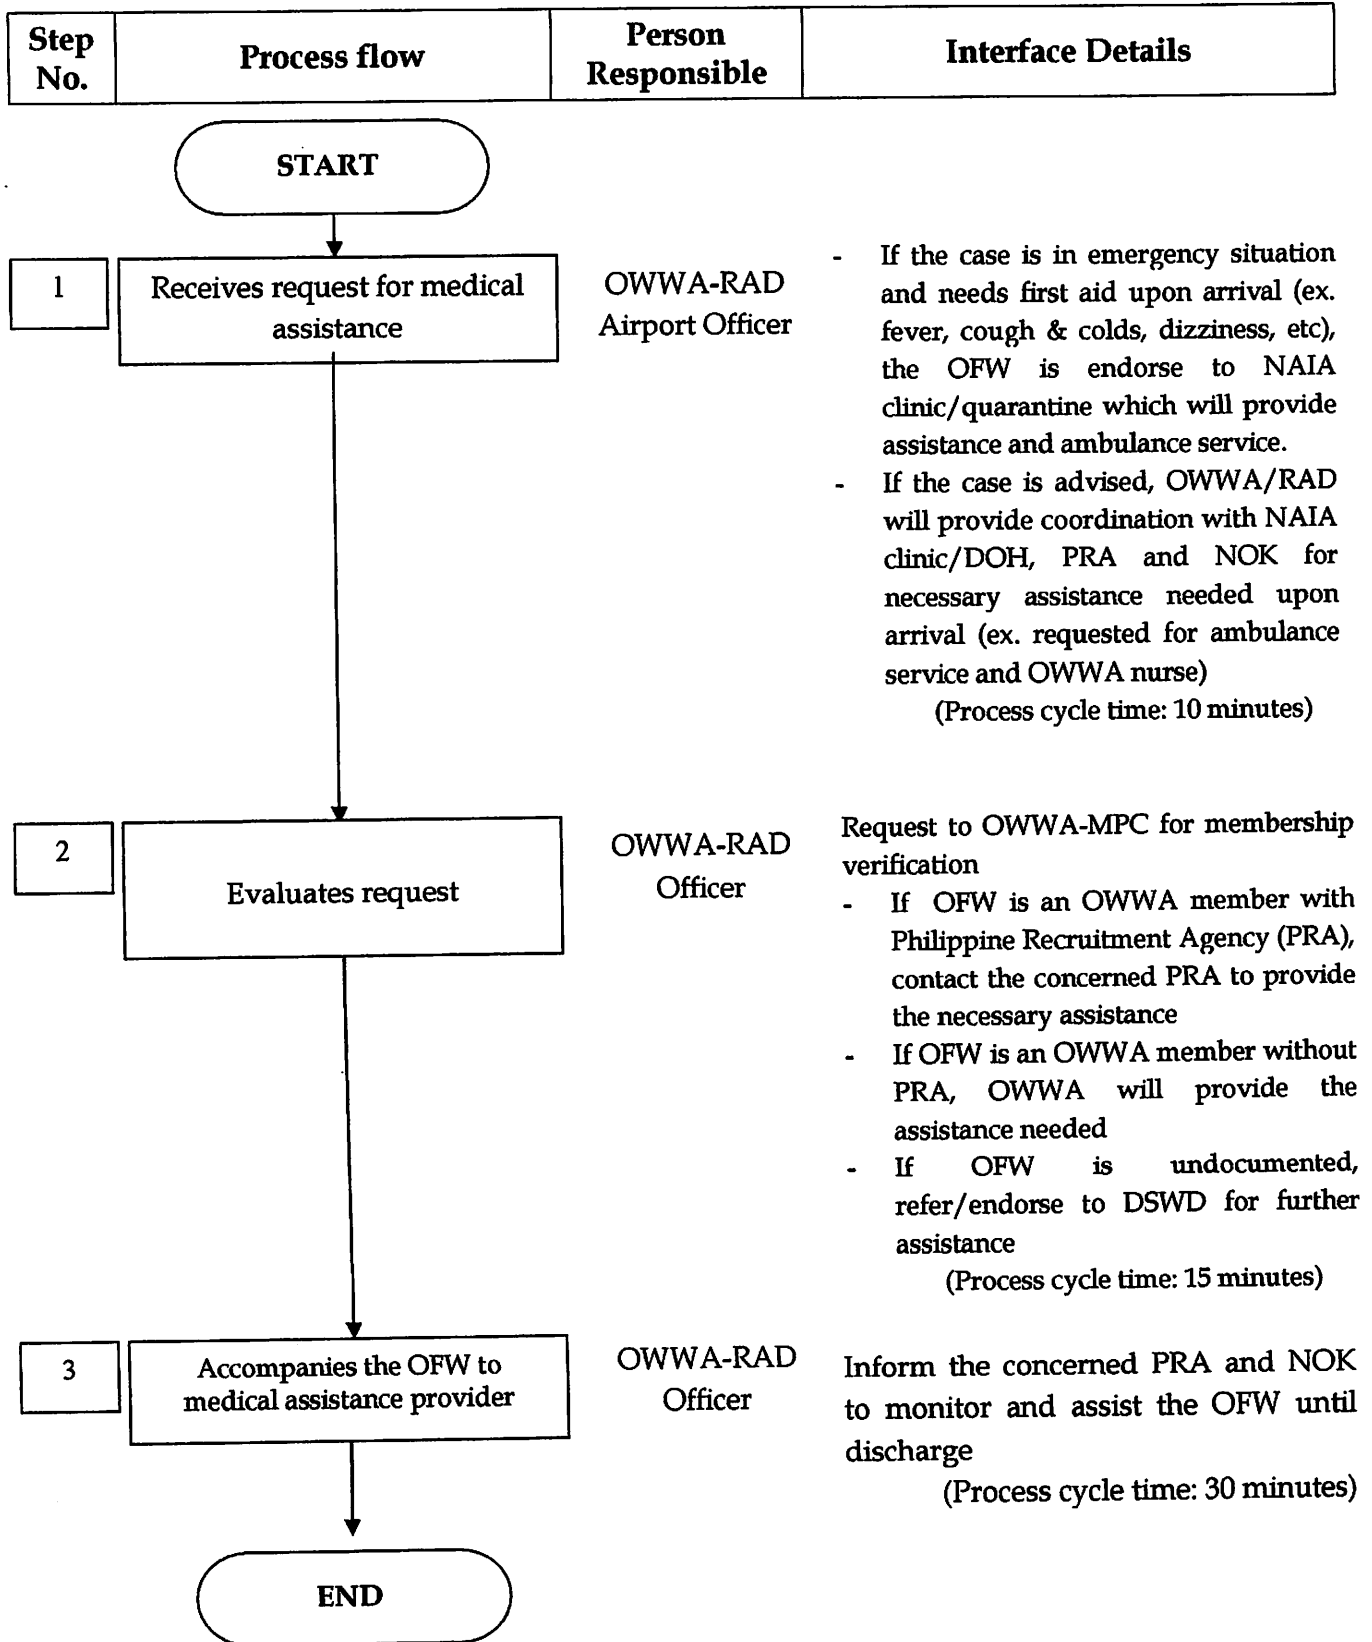 Step No.
Process flow
Person Responsible
Interface Details
START
1
Receives request for medical
assistance
OWWA-RAD
Airport Officer
- If the case is in emergency situation
and needs first aid upon arrival (ex.
fever, cough & colds, dizziness, etc),
the OFW is endorse to NAIA
clinic/quarantine which will provide
assistance and ambulance service.
- If the case is advised, OWWA/RAD
will provide coordination with NAIA
clinic/DOH, PRA and NOK for
necessary assistance needed upon
arrival (ex. requested for ambulance
service and OWWA nurse)
(Process cycle time: 10 minutes)
2
Evaluates request
OWWA-RAD
Officer
Request to OWWA-MPC for membership
verification
- If OFW is an OWWA member with
Philippine Recruitment Agency (PRA),
contact the concerned PRA to provide
the necessary assistance
- If OFW is an OWWA member without
PRA, OWWA will provide the
assistance needed
- If OFW is undocumented,
refer/endorse to DSWD for further
assistance
(Process cycle time: 15 minutes)
3
Accompanies the OFW to
medical assistance provider
OWWA-RAD
Officer
Inform the concerned PRA and NOK
to monitor and assist the OFW until
discharge
(Process cycle time: 30 minutes)
END